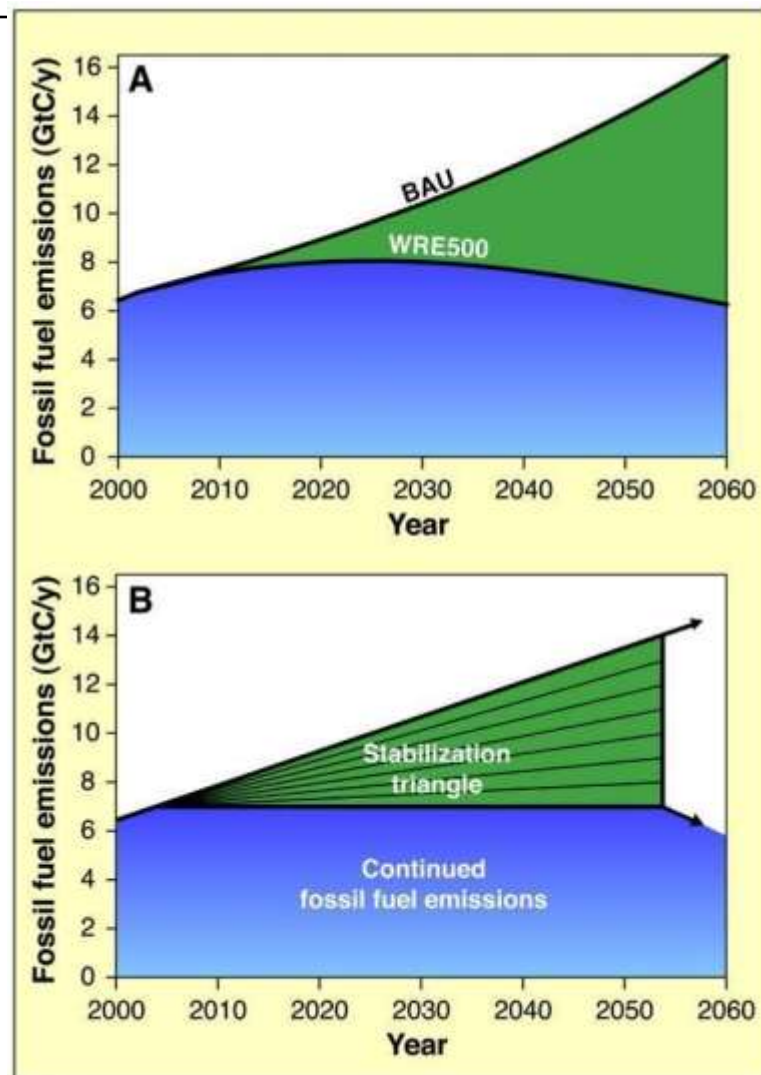 A
Fossil fuel emissions (GtC/y)
16
14
12
10
8
6
4
2
0
BAU
WRE500
2000 2010 2020 2030 2040 2050 2060
Year
B
Fossil fuel emissions (GtC/y)
16
14
12
10
8
6
4
2
0
Stabilization
triangle
Continued
fossil fuel emissions
2000 2010 2020 2030 2040 2050 2060
Year